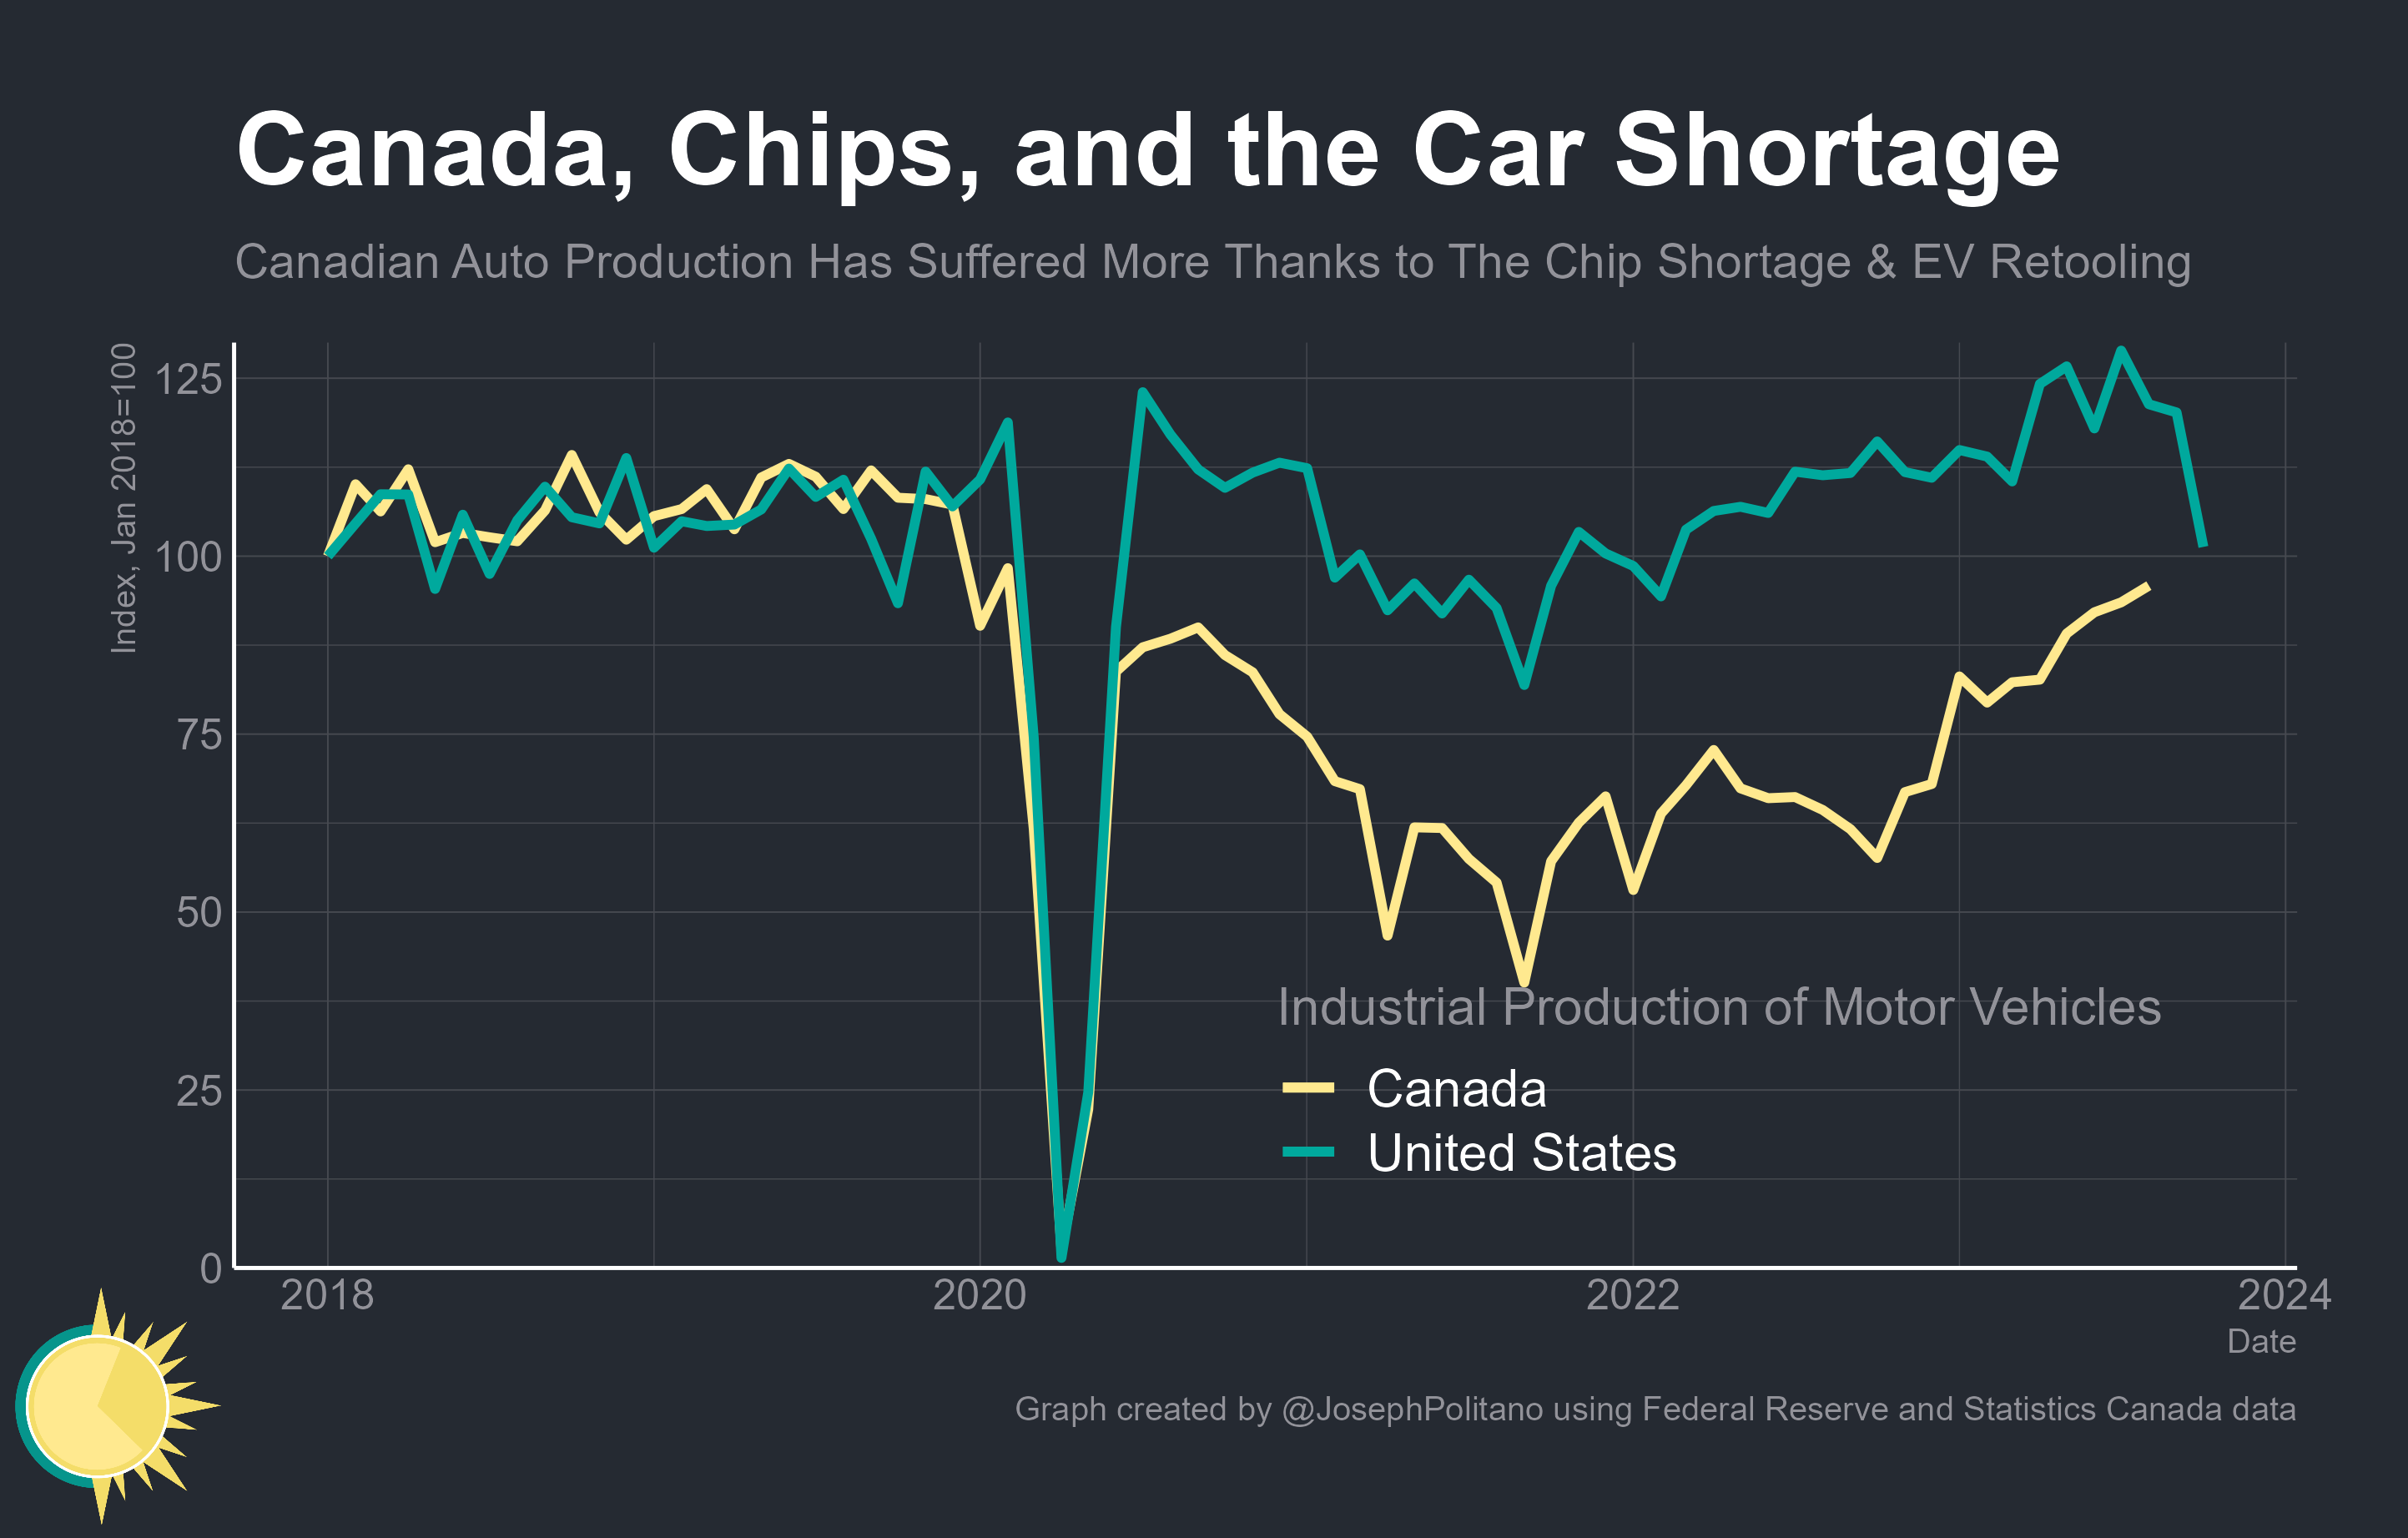 Canada, Chips, and the Car Shortage
Canadian Auto Production Has Suffered More Thanks to The Chip Shortage & EV Retooling
Index, Jan 2018=100
125
100
75
50
25
0
Industrial Production of Motor Vehicles
Canada
United States
2018
2020
2022
2024
Date
Graph created by @JosephPolitano using Federal Reserve and Statistics Canada data